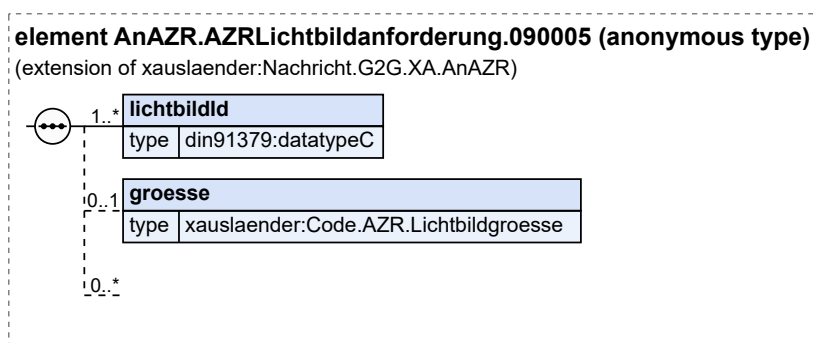 element AnAZR.AZRLichtbildanforderung.090005 (anonymous type)
(extension of xauslaender:Nachricht.G2G.XA.AnAZR)
1..* lichtbildId
type din91379:datatypeC
0..1 groesse
type xauslaender:Code.AZR.Lichtbildgroesse
0..*